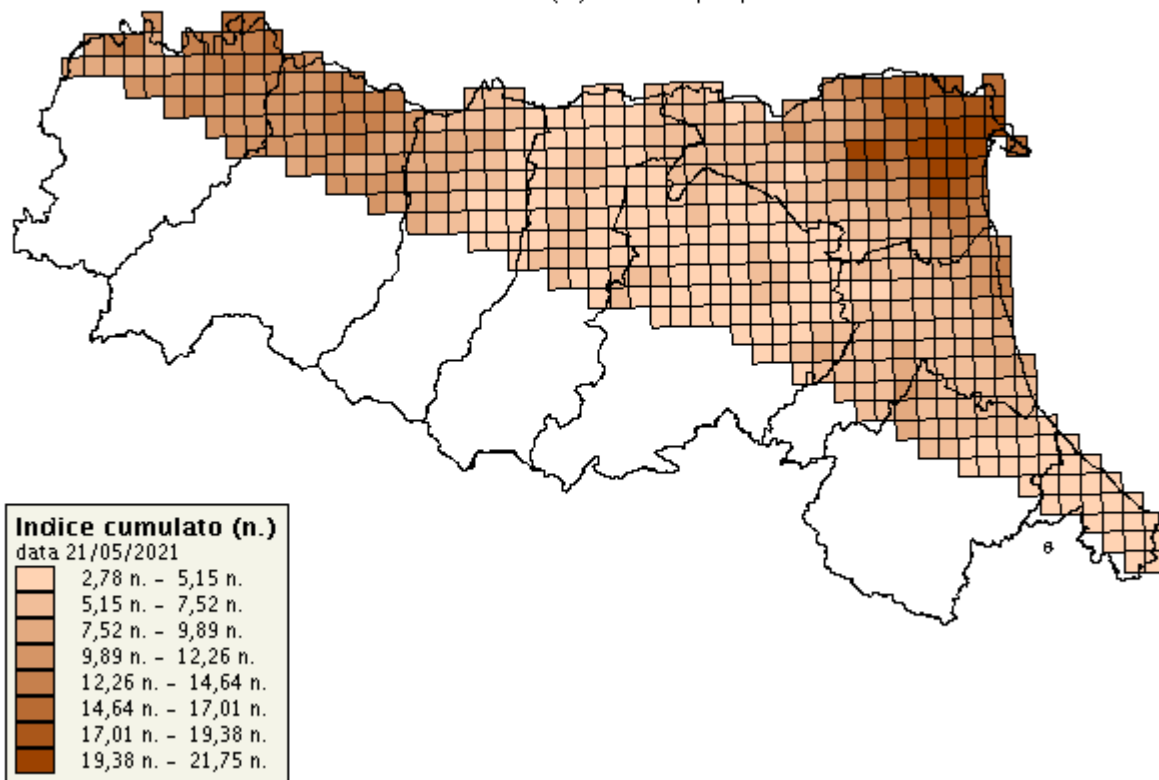 Indice cumulato (n.)
data 21/05/2021
2,78 n. - 5,15 n.
5,15 n. - 7,52 n.
7,52 n. - 9,89 n.
9,89 n. - 12,26 n.
12,26 n. - 14,64 n.
14,64 n. - 17,01 n.
17,01 n. - 19,38 n.
19,38 n. - 21,75 n.